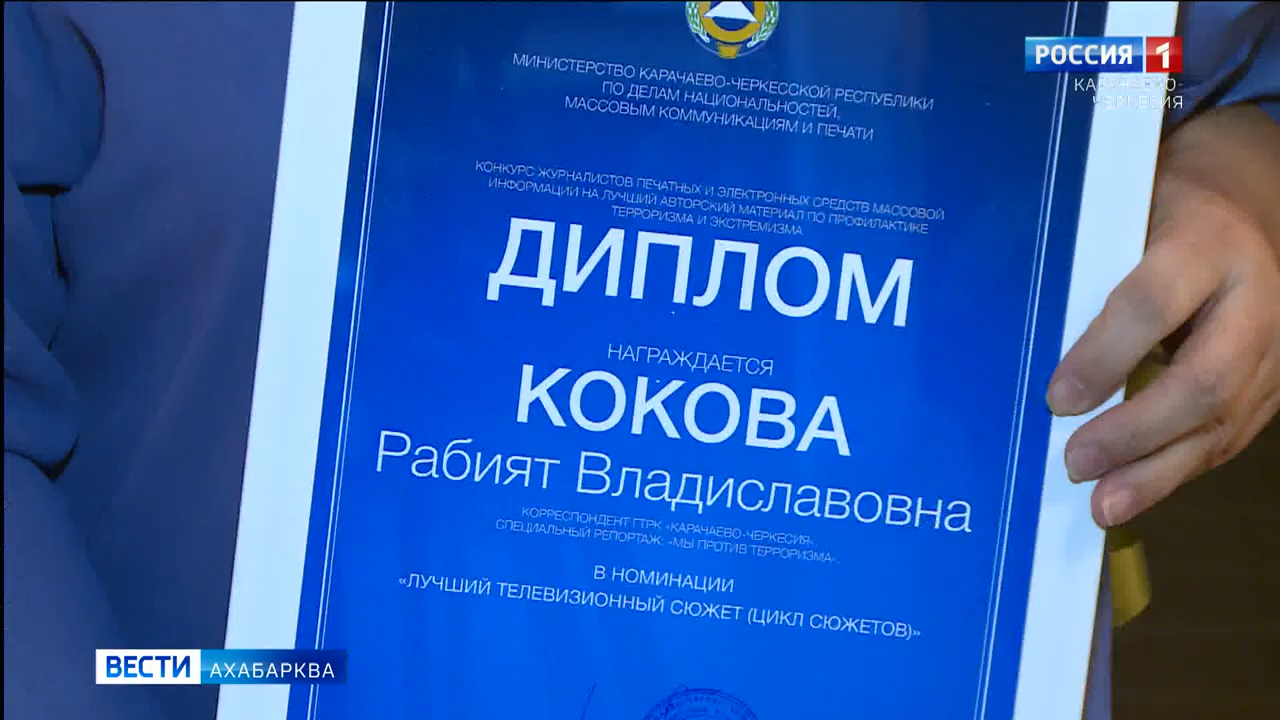 МИНИСТЕРСТВО КАРАЧАЕВО-ЧЕРКЕССКОЙ РЕСПУБЛИКИ
ПО ДЕЛАМ НАЦИОНАЛЬНОСТЕЙ,
МАССОВЫМ КОММУНИКАЦИЯМ И ПЕЧАТИ
РОССИЯ 1
КАРАЧАЕВО-
ЧЕРКЕСИЯ
КОНКУРС ЖУРНАЛИСТОВ ПЕЧАТНЫХ И ЭЛЕКТРОННЫХ СРЕДСТВ МАССОВОЙ
ИНФОРМАЦИИ НА ЛУЧШИЙ АВТОРСКИЙ МАТЕРИАЛ ПО ПРОФИЛАКТИКЕ
ТЕРРОРИЗМА И ЭКСТРЕМИЗМА
ДИПЛОМ
НАГРАЖДАЕТСЯ
КОКОВА
Рабият Владиславовна
КОРРЕСПОНДЕНТ ГТРК «КАРАЧАЕВО-ЧЕРКЕСИЯ».
СПЕЦИАЛЬНЫЙ РЕПОРТАЖ: «МЫ ПРОТИВ ТЕРРОРИЗМА».
В НОМИНАЦИИ
«ЛУЧШИЙ ТЕЛЕВИЗИОННЫЙ СЮЖЕТ (ЦИКЛ СЮЖЕТОВ)»
ВЕСТИ АХАБАРКВА